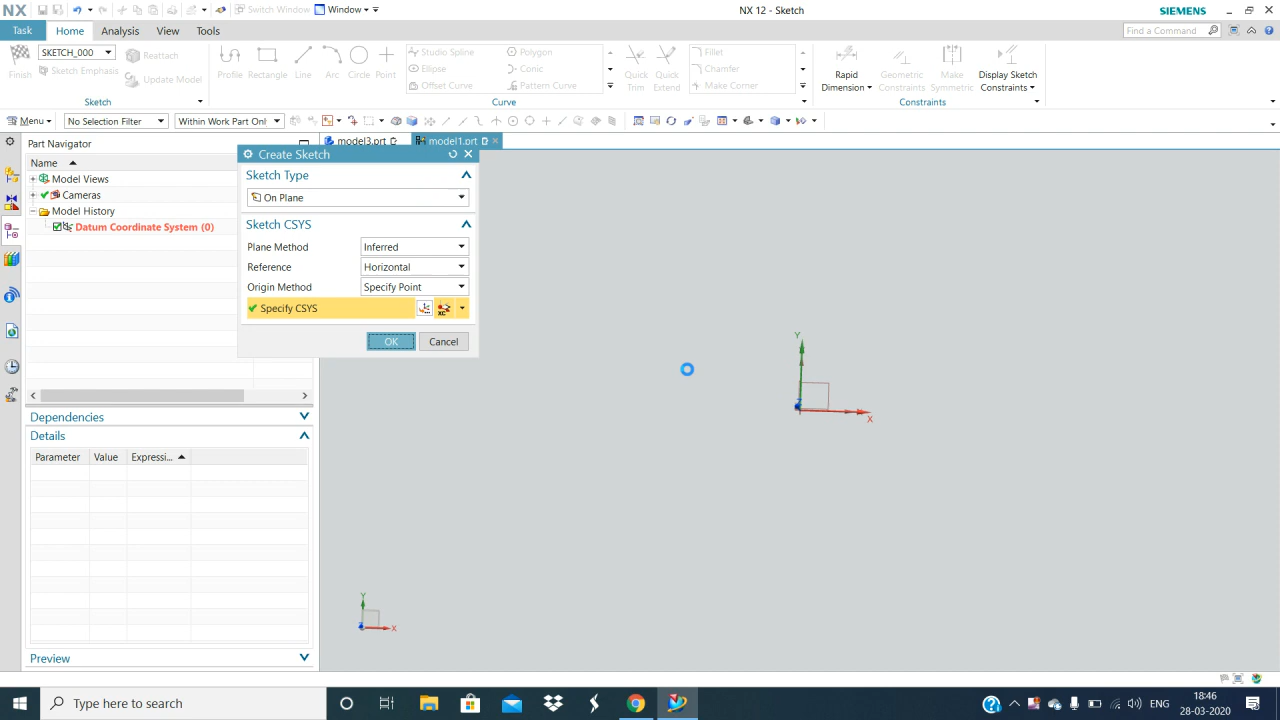 NX
Switch Window
Window
NX 12 - Sketch
SIEMENS
Task
Home
Analysis
View
Tools
Find a Command
SKETCH_000
Reattach
Finish
Sketch Emphasis
Update Model
Sketch
Profile
Rectangle
Line
Arc
Circle
Point
Studio Spline
Polygon
Ellipse
Conic
Offset Curve
Pattern Curve
Curve
Quick Trim
Quick Extend
Fillet
Chamfer
Make Corner
Rapid Dimension
Geometric Constraints
Make Symmetric
Display Sketch Constraints
Constraints
Menu
No Selection Filter
Within Work Part Onl
Part Navigator
model3.prt
model1.prt
Name
Model Views
Cameras
Model History
Datum Coordinate System (0)
Create Sketch
Sketch Type
On Plane
Sketch CSYS
Plane Method
Inferred
Reference
Horizontal
Origin Method
Specify Point
Specify CSYS
XC
OK
Cancel
Y
X
Dependencies
Details
Parameter
Value
Expressi...
Y
X
Preview
Type here to search
ENG
18:46
28-03-2020